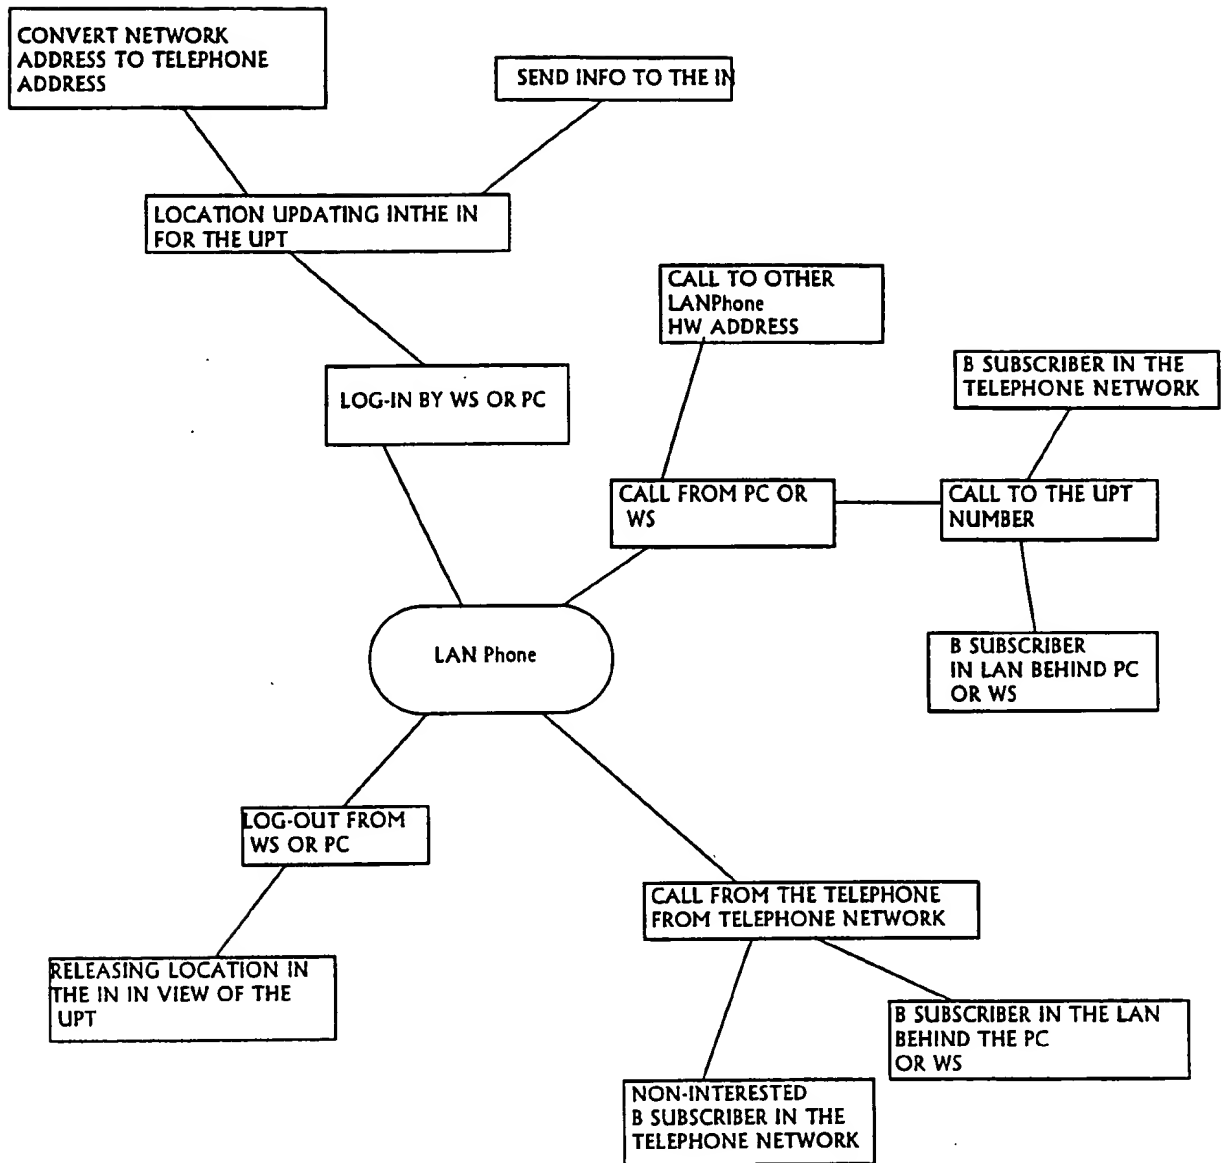 CONVERT NETWORK
ADDRESS TO TELEPHONE
ADDRESS
SEND INFO TO THE IN
LOCATION UPDATING INTHE IN
FOR THE UPT
CALL TO OTHER
LANPhone
HW ADDRESS
B SUBSCRIBER IN THE
TELEPHONE NETWORK
LOG-IN BY WS OR PC
CALL FROM PC OR
WS
CALL TO THE UPT
NUMBER
B SUBSCRIBER
IN LAN BEHIND PC
OR WS
LAN Phone
LOG-OUT FROM
WS OR PC
CALL FROM THE TELEPHONE
FROM TELEPHONE NETWORK
RELEASING LOCATION IN
THE IN IN VIEW OF THE
UPT
B SUBSCRIBER IN THE LAN
BEHIND THE PC
OR WS
NON-INTERESTED
B SUBSCRIBER IN THE
TELEPHONE NETWORK